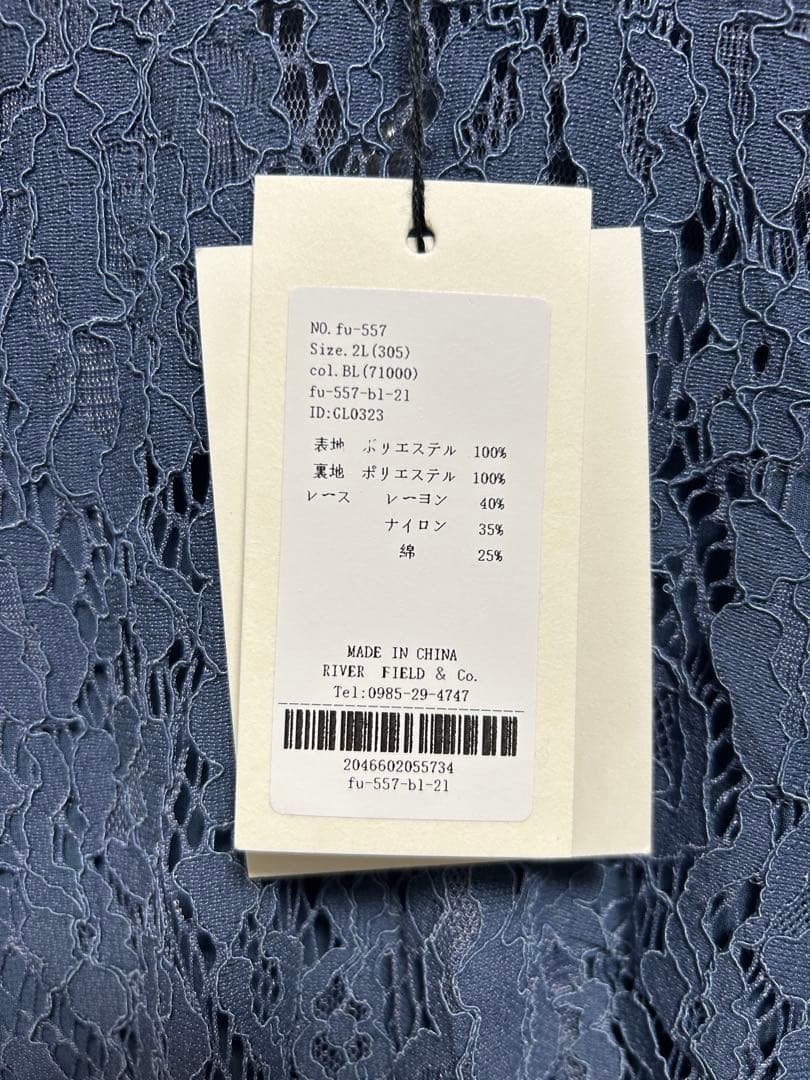 NO. fu-557
Size. 2L(305)
col. BL(71000)
fu-557-bl-21
ID:GL0323
表地 ポリエステル 100%
裏地 ポリエステル 100%
レース レーヨン 40%
ナイロン 35%
綿 25%
MADE IN CHINA
RIVER FIELD & Co.
Tel:0985-29-4747
2046602055734
fu-557-bl-21